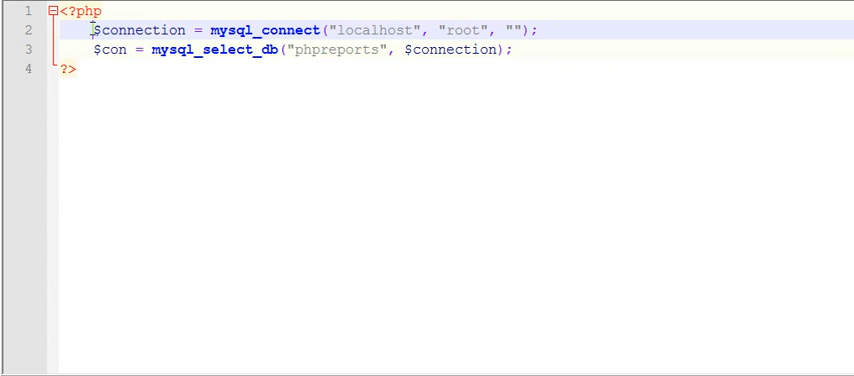 1 <?php
2 $connection = mysql_connect("localhost", "root", "");
3 $con = mysql_select_db("phpreports", $connection);
4 ?>